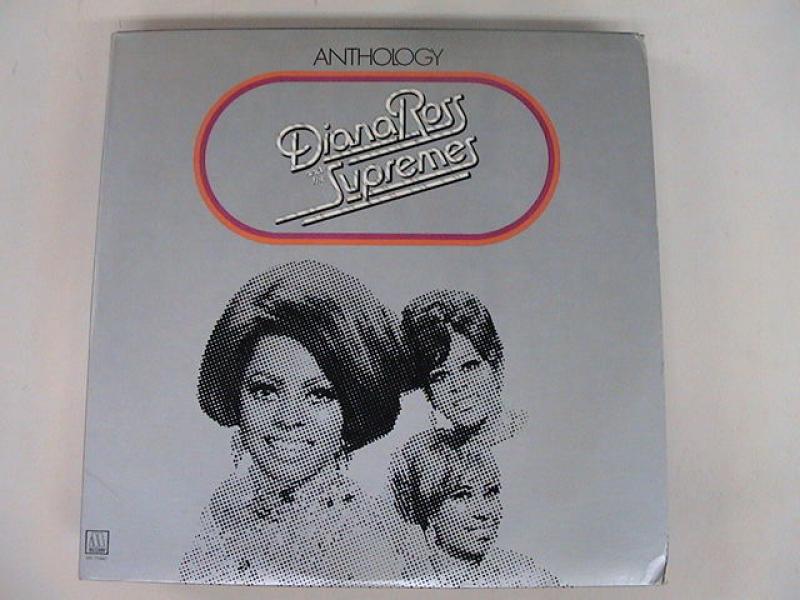 ANTHOLOGY
Diana Ross
and the
Supremes